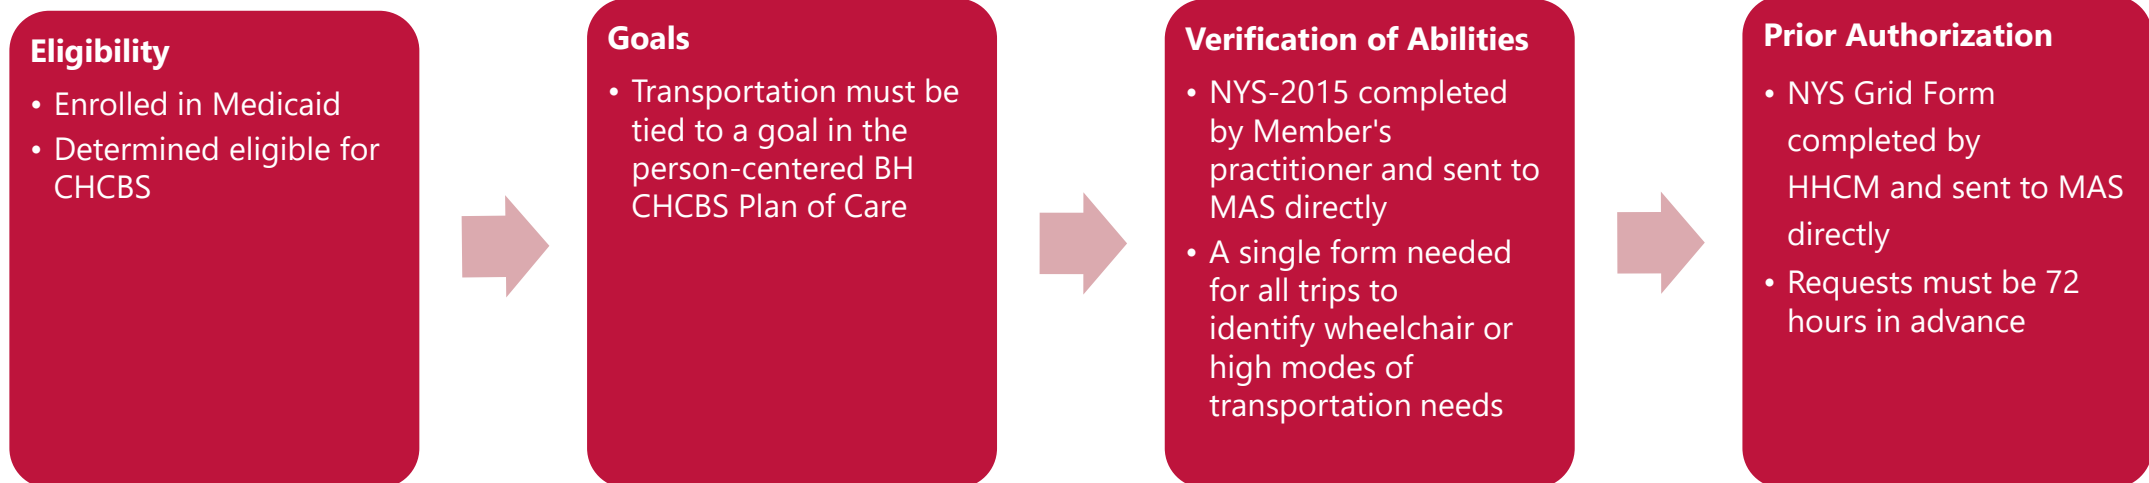 Eligibility
• Enrolled in Medicaid
• Determined eligible for
CHCBS
Goals
• Transportation must be
tied to a goal in the
person-centered BH
CHCBS Plan of Care
Verification of Abilities
• NYS-2015 completed
by Member's
practitioner and sent to
MAS directly
• A single form needed
for all trips to
identify wheelchair or
high modes of
transportation needs
Prior Authorization
• NYS Grid Form
completed by
HHCM and sent to MAS
directly
• Requests must be 72
hours in advance